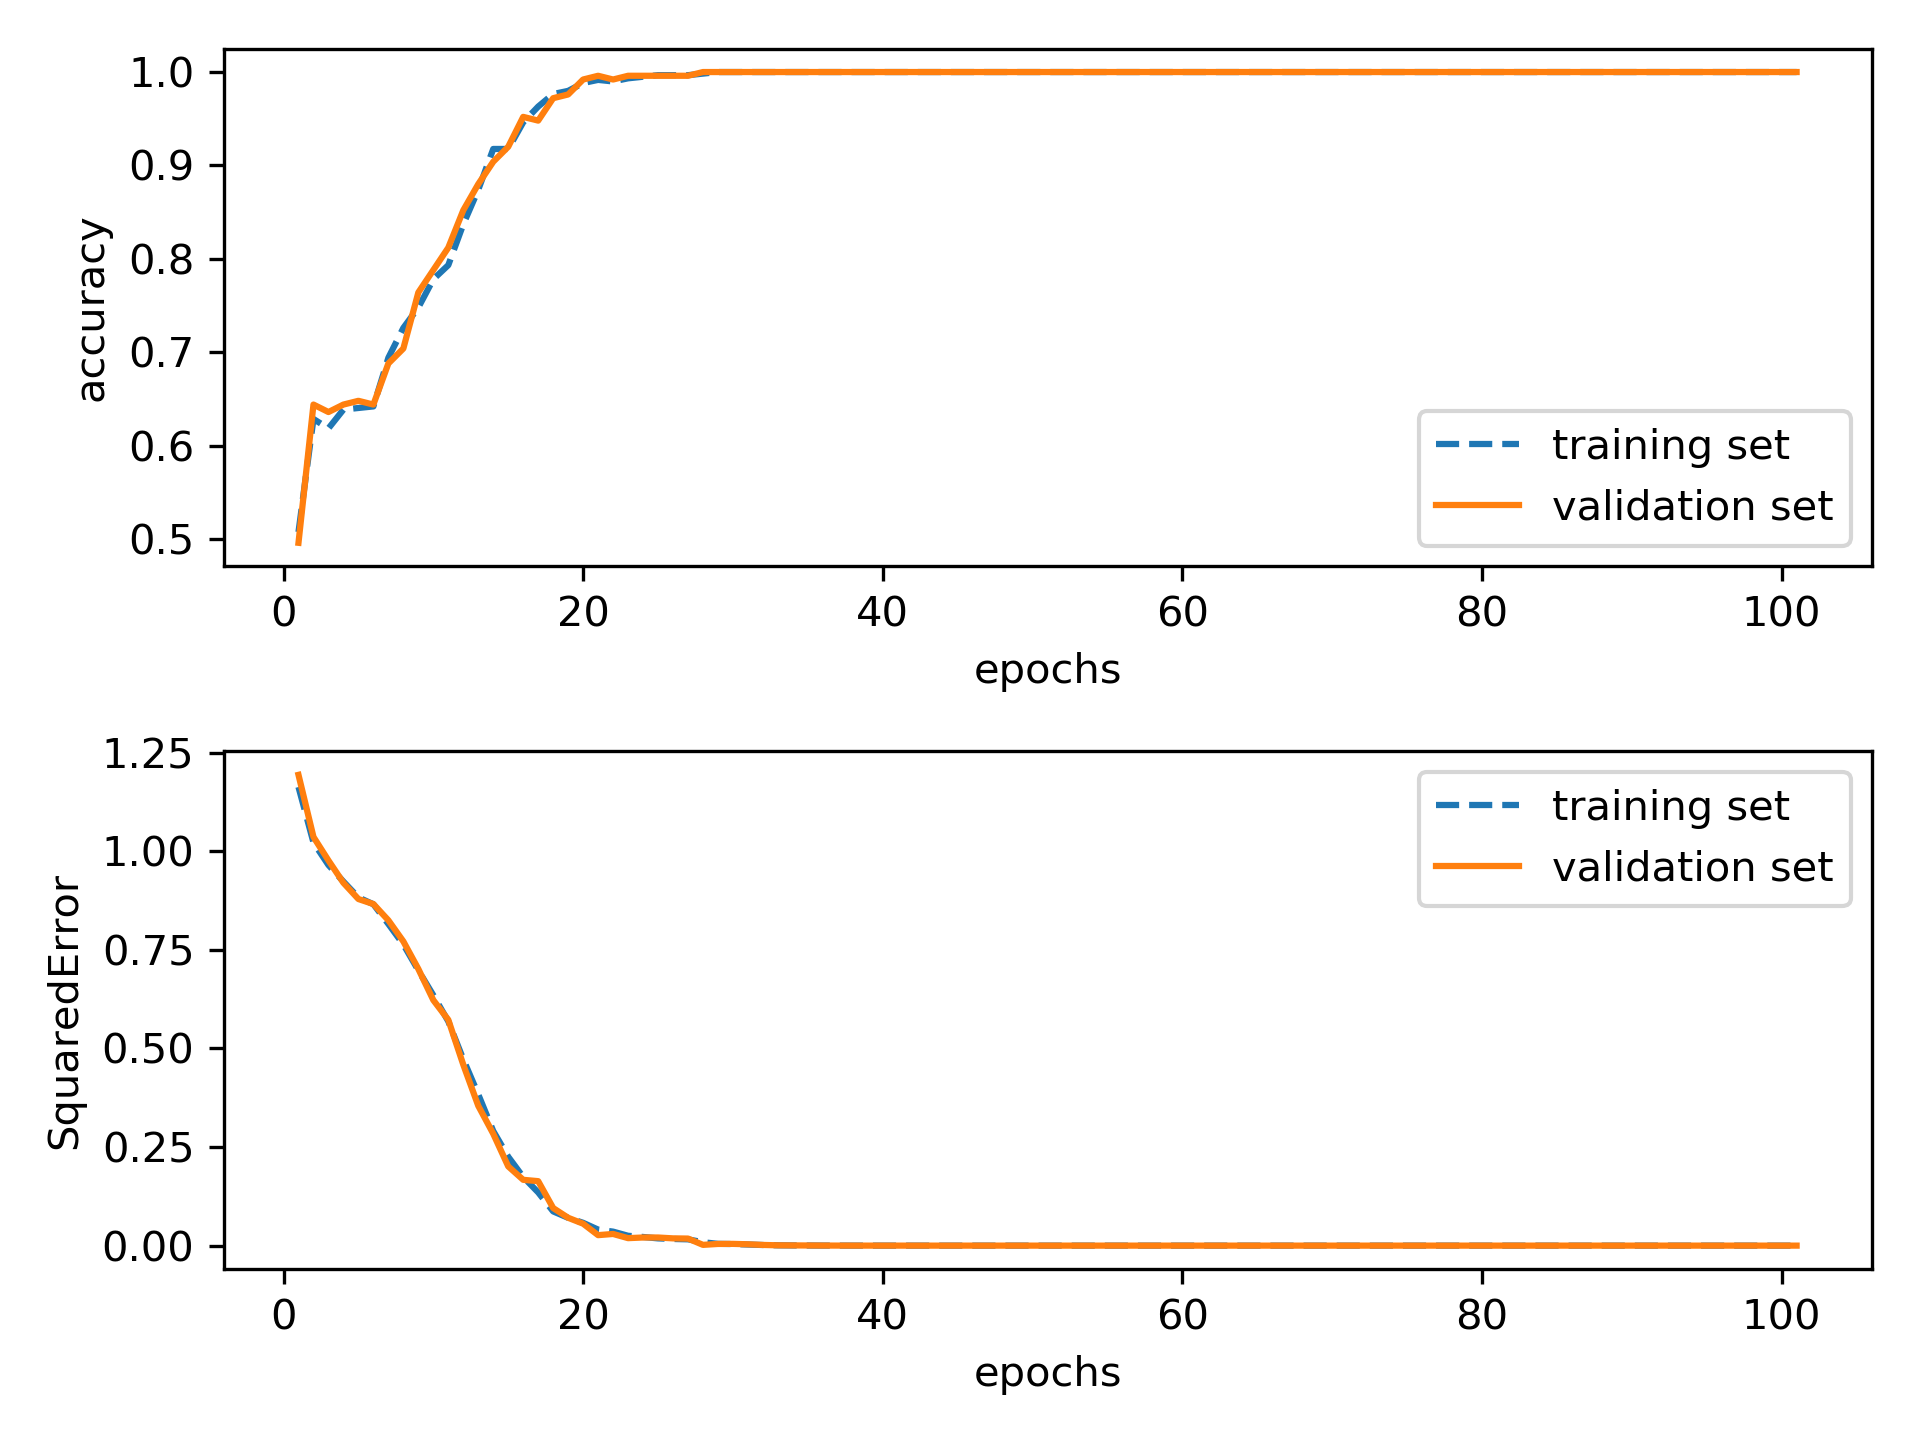 1.0
0.9
0.8
0.7
0.6
0.5
accuracy
training set
validation set
0 20 40 60 80 100
epochs
1.25
1.00
0.75
0.50
0.25
0.00
SquaredError
training set
validation set
0 20 40 60 80 100
epochs